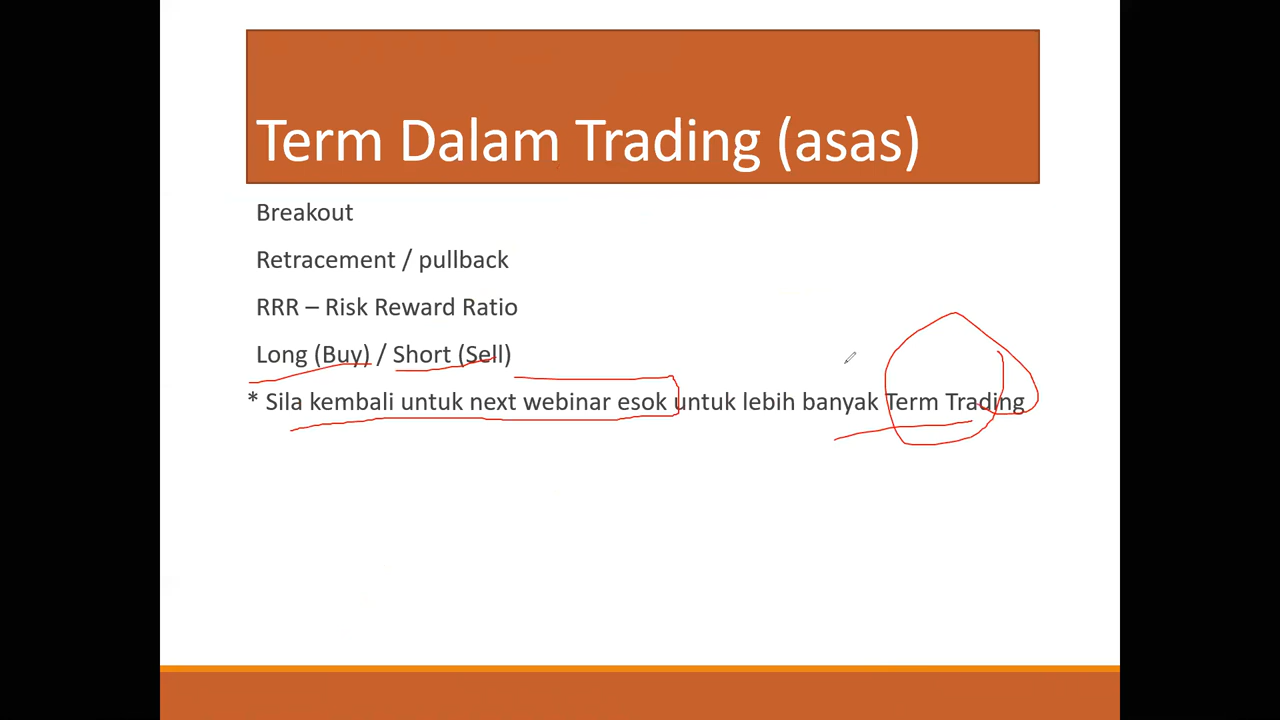 Term Dalam Trading (asas)
Breakout
Retracement / pullback
RRR – Risk Reward Ratio
Long (Buy) / Short (Sell)
* Sila kembali untuk next webinar esok untuk lebih banyak Term Trading